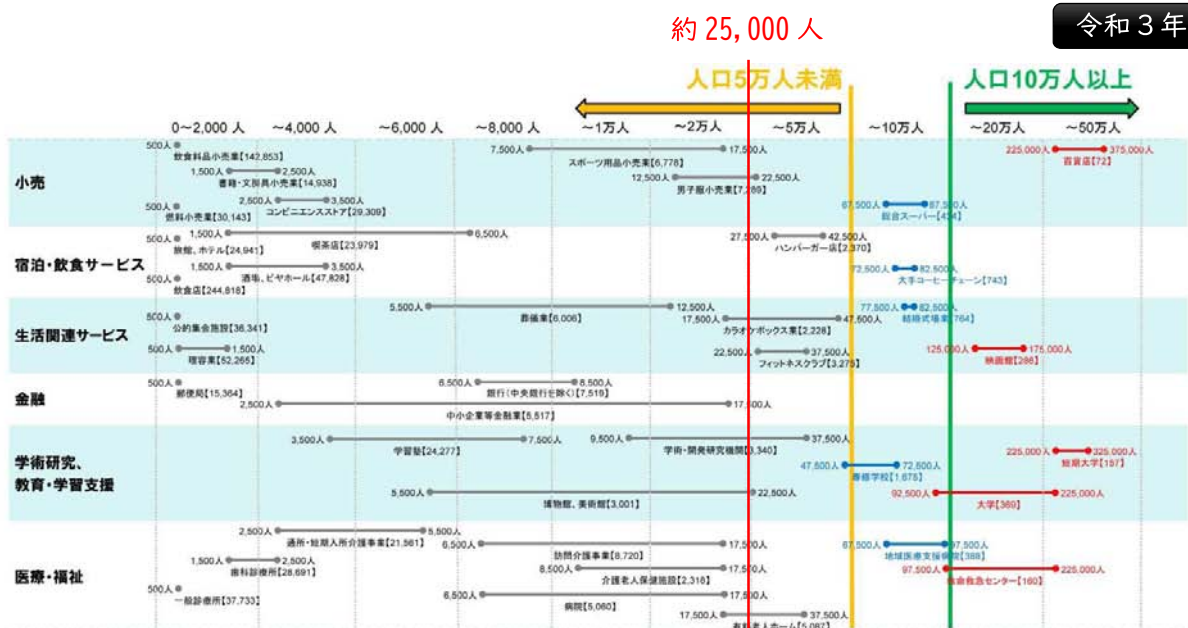 約 25,000 人
令和3年
人口5万人未満
人口10万人以上
0～2,000 人 ～4,000 人 ～6,000 人 ～8,000 人 ～1万人 ～2万人 ～5万人 ～10万人 ～20万人 ～50万人
小売
500人
飲食料品小売業【142,853】
7,500人 17,500人
スポーツ用品小売業【6,778】
225,000人 375,000人
百貨店【72】
1,500人 2,500人
書籍・文房具小売業【14,938】
12,500人 22,500人
男子服小売業【7,289】
2,500人 3,500人
コンビニエンスストア【29,309】
500人
燃料小売業【30,143】
67,500人 87,500人
総合スーパー
宿泊・飲食サービス
500人
旅館、ホテル【24,941】
1,500人 6,500人
喫茶店【23,979】
27,500人 42,500人
ハンバーガー店【2,370】
1,500人 3,500人
酒場、ビヤホール【47,828】
500人
飲食店【244,818】
72,500人 82,500人
大手コーヒーチェーン【743】
生活関連サービス
500人
公的集会施設【36,341】
5,500人 12,500人
葬儀業【6,006】
17,500人 47,500人
カラオケボックス業【2,228】
77,500人 82,500人
結婚式場業【764】
500人 1,500人
理容業【52,265】
22,500人 37,500人
フィットネスクラブ【3,275】
125,000人 175,000人
映画館【286】
金融
500人
郵便局【15,364】
6,500人 8,500人
銀行(中央銀行を除く)【7,519】
2,500人 17,500人
中小企業等金融業【5,517】
学術研究、
教育・学習支援
3,500人 7,500人
学習塾【24,277】
9,500人 37,500人
学術・開発研究機関【3,340】
47,500人 72,500人
専修学校【1,675】
225,000人 325,000人
短期大学【157】
5,500人 22,500人
博物館、美術館【3,001】
92,500人 225,000人
大学【369】
医療・福祉
2,500人 5,500人
通所・短期入所介護事業【21,561】
6,500人 17,500人
訪問介護事業【8,720】
67,500人 97,500人
地域医療支援病院【388】
1,500人 2,500人
歯科診療所【28,691】
8,500人 17,500人
介護老人保健施設【2,318】
97,500人 225,000人
救命救急センター【160】
500人
一般診療所【37,733】
6,500人 17,500人
病院【5,060】
17,500人 37,500人
有料老人ホーム【5,087】